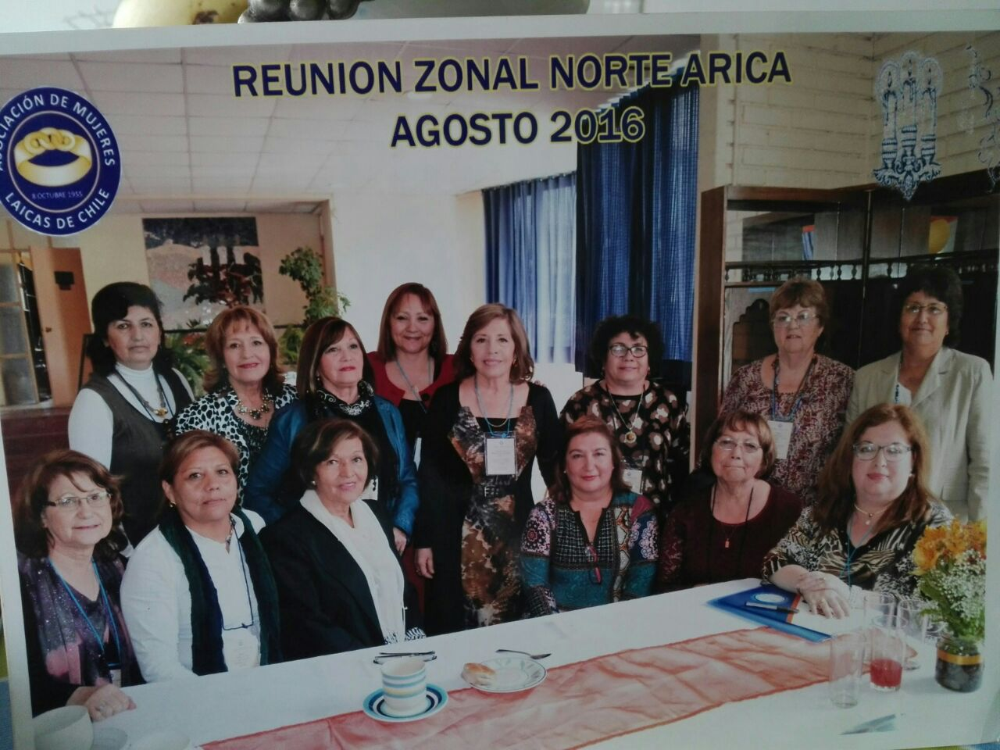 REUNION ZONAL NORTE ARICA
AGOSTO 2016
ASOCIACIÓN DE MUJERES
8 OCTUBRE 1955
LAICAS DE CHILE